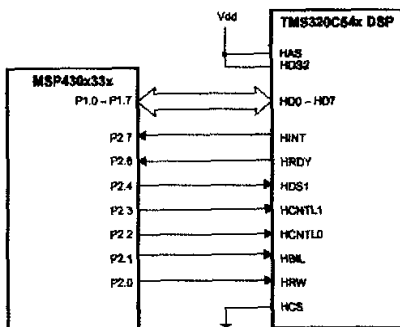 Vdd
TMS320C54x DSP
HAS
HDS2
MSP430x33x
P1.0 – P1.7
HD0 – HD7
P2.7
HINT
P2.6
HRDY
P2.4
HDS1
P2.3
HCNTL1
P2.2
HCNTL0
P2.1
HBIL
P2.0
HRW
HCS